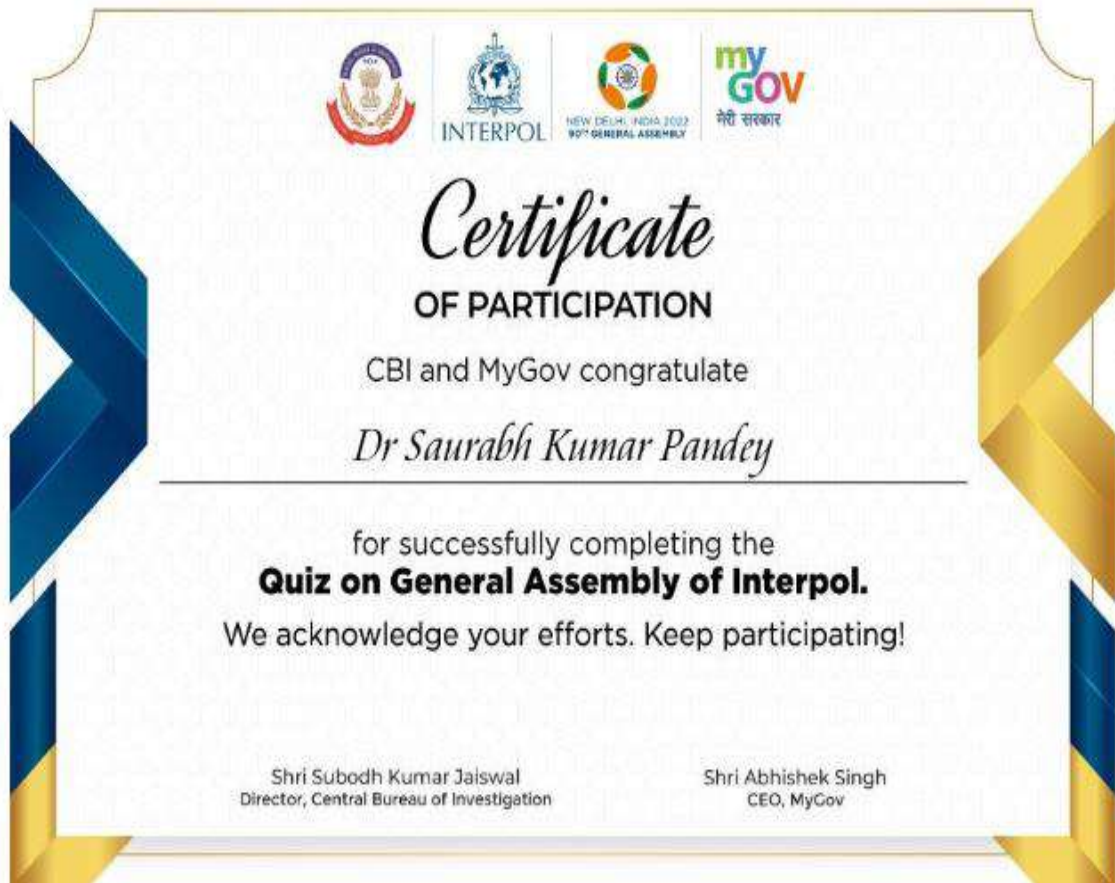 INTERPOL
NEW DELHI, INDIA 2022
90TH GENERAL ASSEMBLY
my
GOV
मेरी सरकार
Certificate
OF PARTICIPATION
CBI and MyGov congratulate
Dr Saurabh Kumar Pandey
for successfully completing the
Quiz on General Assembly of Interpol.
We acknowledge your efforts. Keep participating!
Shri Subodh Kumar Jaiswal
Director, Central Bureau of Investigation
Shri Abhishek Singh
CEO, MyGov